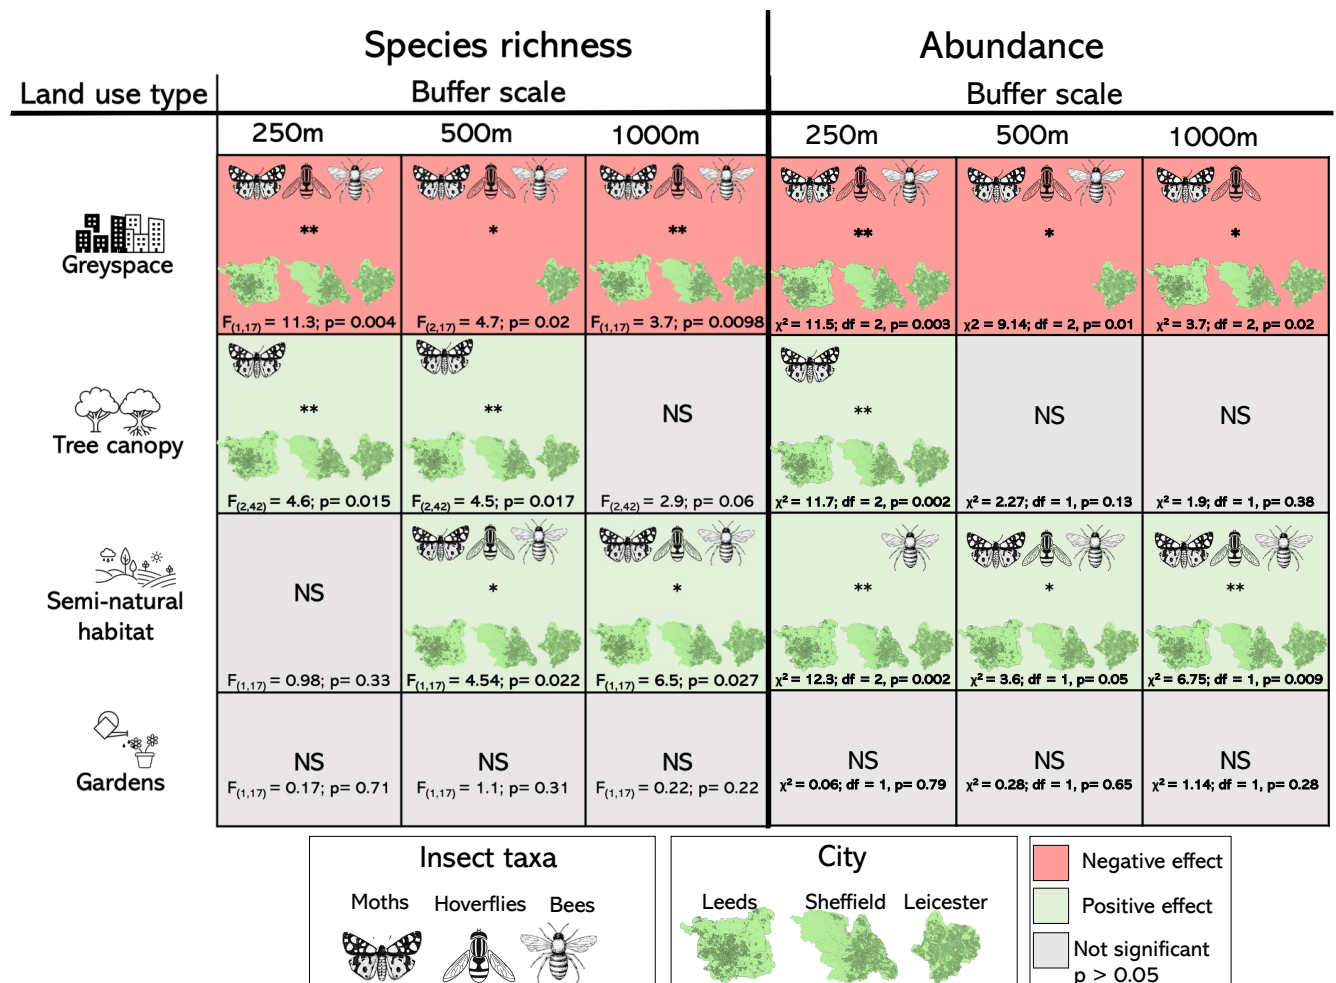 Species richness
Abundance
Land use type
Buffer scale
Buffer scale
250m
500m
1000m
250m
500m
1000m
Greyspace
**
*
**
**
*
*
F(1,17) = 11.3; p= 0.004
F(2,17) = 4.7; p= 0.02
F(1,17) = 3.7; p= 0.0098
χ² = 11.5; df = 2, p= 0.003
χ2 = 9.14; df = 2, p= 0.01
χ² = 3.7; df = 2, p= 0.02
Tree canopy
**
**
NS
**
NS
NS
F(2,42) = 4.6; p= 0.015
F(2,42) = 4.5; p= 0.017
F(2,42) = 2.9; p= 0.06
χ² = 11.7; df = 2, p= 0.002
χ² = 2.27; df = 1, p= 0.13
χ² = 1.9; df = 1, p= 0.38
Semi-natural
habitat
NS
*
*
**
*
**
F(1,17) = 0.98; p= 0.33
F(1,17) = 4.54; p= 0.022
F(1,17) = 6.5; p= 0.027
χ² = 12.3; df = 2, p= 0.002
χ² = 3.6; df = 1, p= 0.05
χ² = 6.75; df = 1, p= 0.009
Gardens
NS
NS
NS
NS
NS
NS
F(1,17) = 0.17; p= 0.71
F(1,17) = 1.1; p= 0.31
F(1,17) = 0.22; p= 0.22
χ² = 0.06; df = 1, p= 0.79
χ² = 0.28; df = 1, p= 0.65
χ² = 1.14; df = 1, p= 0.28
Insect taxa
Moths
Hoverflies
Bees
City
Leeds
Sheffield
Leicester
Negative effect
Positive effect
Not significant
p > 0.05